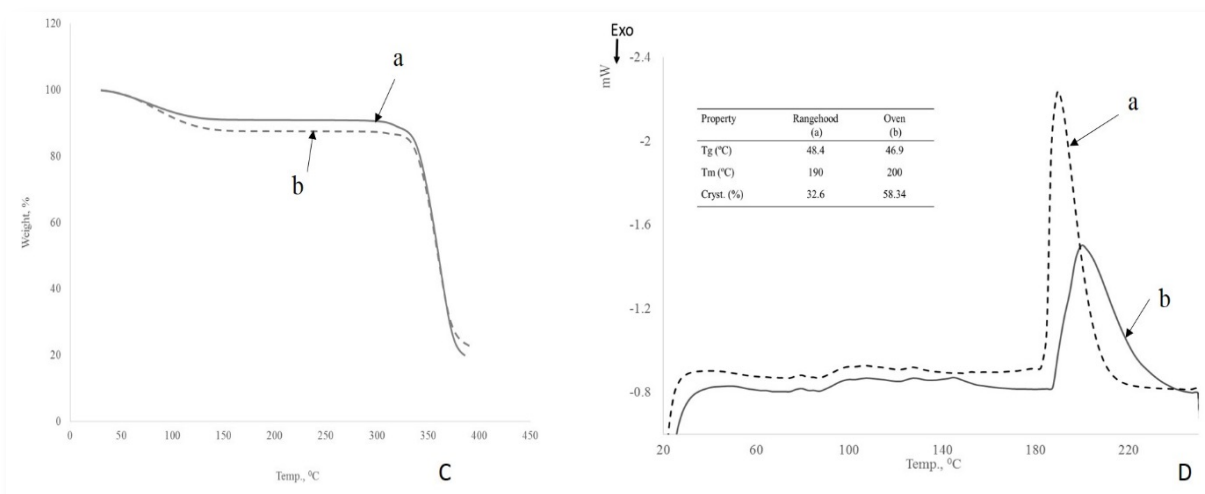 120
100
80
60
40
20
0
Weight, %
a
b
0 50 100 150 200 250 300 350 400 450
Temp., ⁰C
C
Exo
mW
-2.4
-2
-1.6
-1.2
-0.8
Property Rangehood (a) Oven (b)
Tg (ºC) 48.4 46.9
Tm (ºC) 190 200
Cryst. (%) 32.6 58.34
a
b
20 60 100 140 180 220
Temp., ⁰C
D